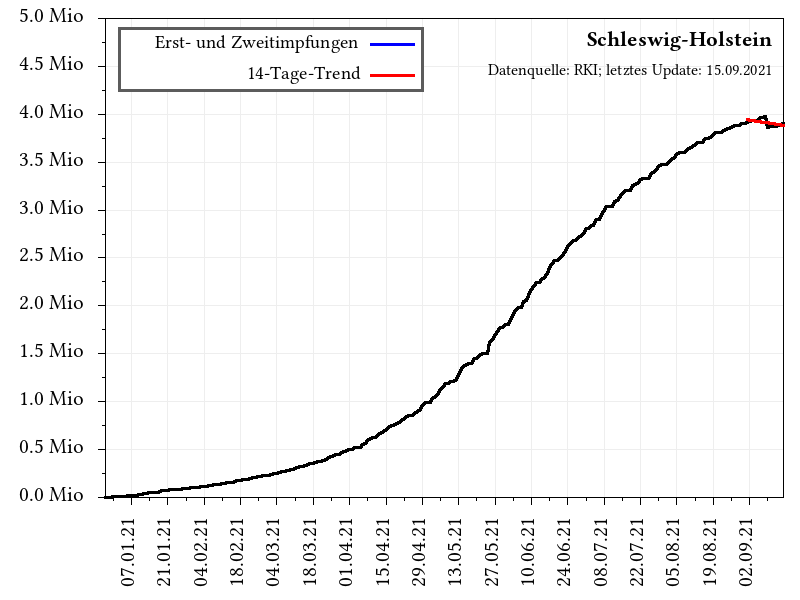 5.0 Mio
4.5 Mio
4.0 Mio
3.5 Mio
3.0 Mio
2.5 Mio
2.0 Mio
1.5 Mio
1.0 Mio
0.5 Mio
0.0 Mio
Erst- und Zweitimpfungen
14-Tage-Trend
Schleswig-Holstein
Datenquelle: RKI; letztes Update: 15.09.2021
07.01.21
21.01.21
04.02.21
18.02.21
04.03.21
18.03.21
01.04.21
15.04.21
29.04.21
13.05.21
27.05.21
10.06.21
24.06.21
08.07.21
22.07.21
05.08.21
19.08.21
02.09.21